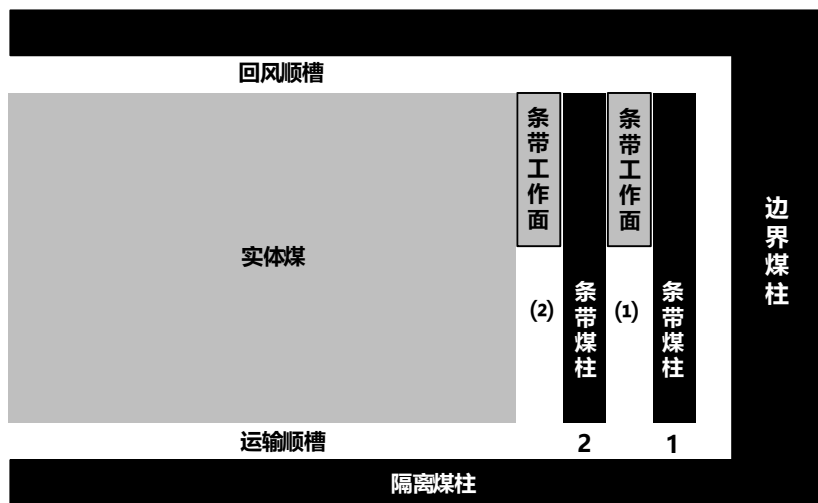 回风顺槽
条带工作面
条带工作面
边界煤柱
实体煤
(2)
条带煤柱
(1)
条带煤柱
运输顺槽
2
1
隔离煤柱